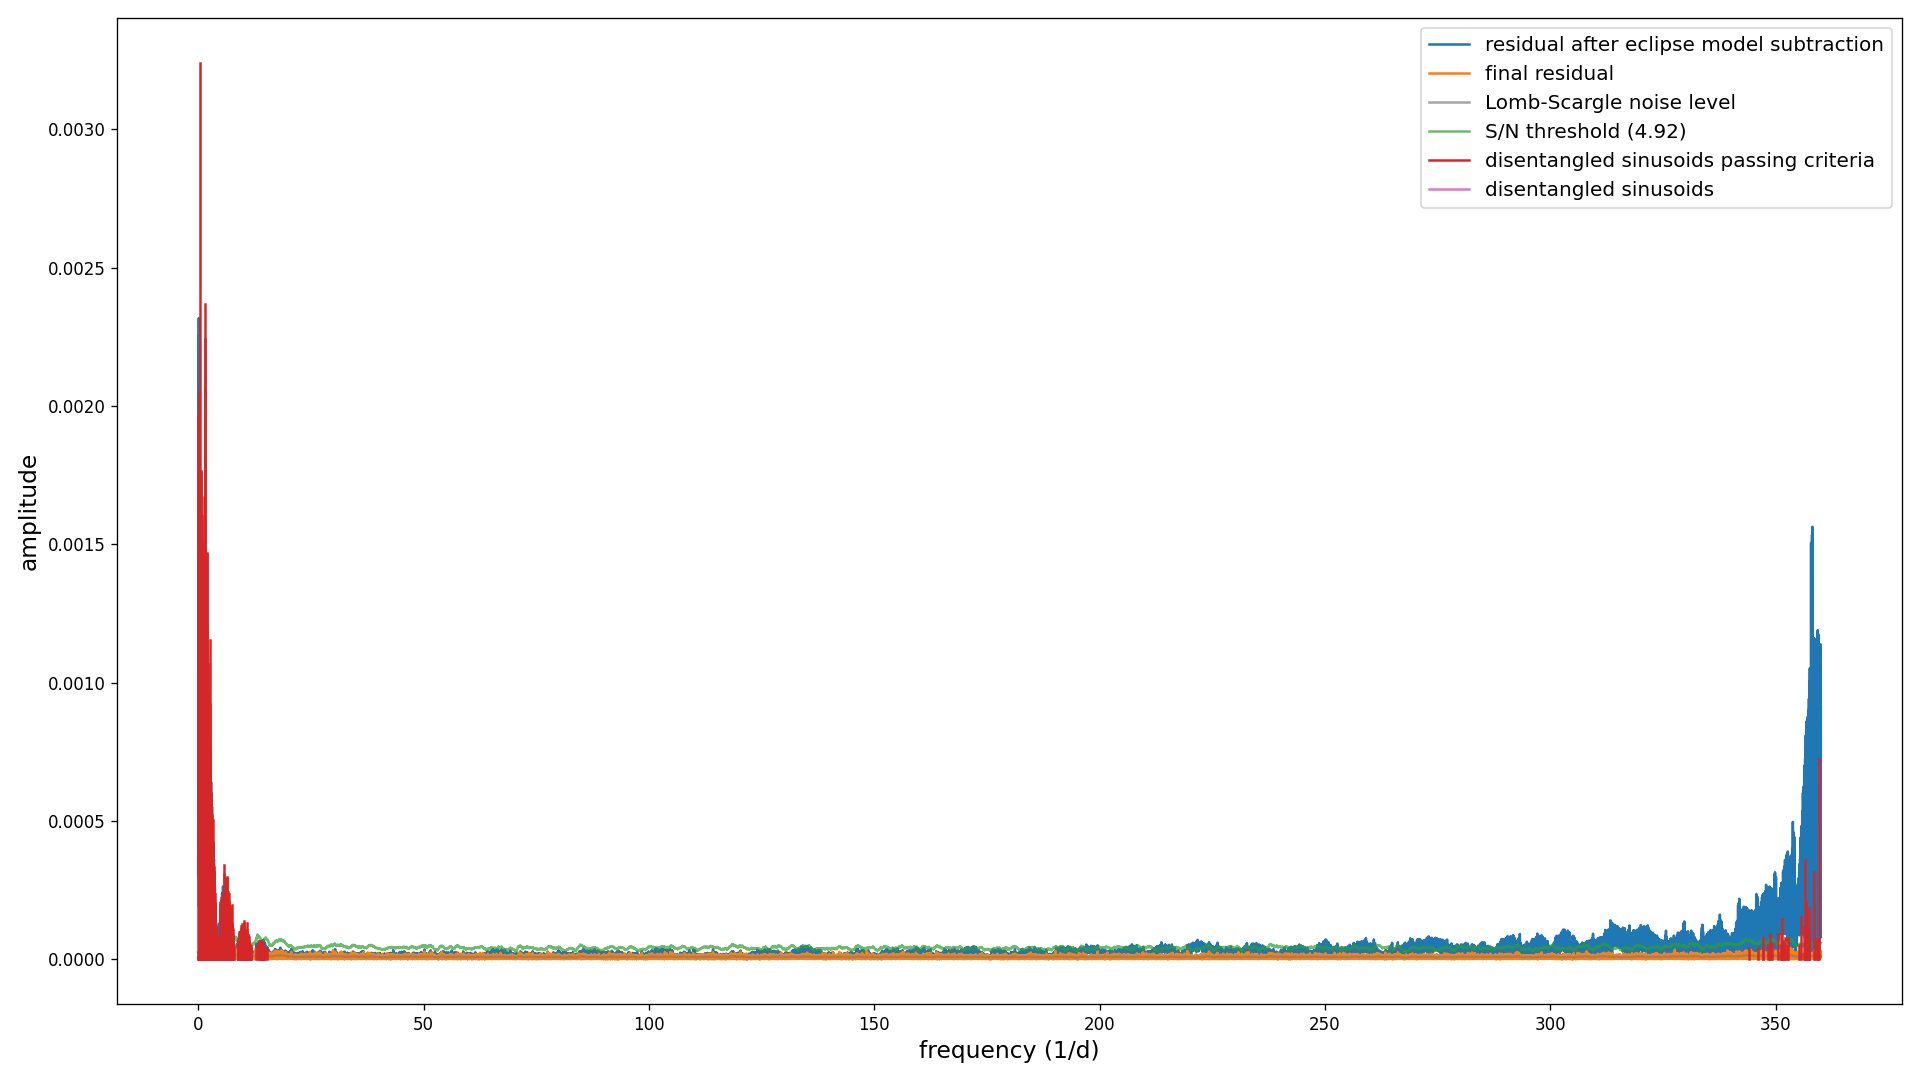 residual after eclipse model subtraction
final residual
Lomb-Scargle noise level
S/N threshold (4.92)
disentangled sinusoids passing criteria
disentangled sinusoids
amplitude
0.0030
0.0025
0.0020
0.0015
0.0010
0.0005
0.0000
0 50 100 150 200 250 300 350
frequency (1/d)